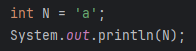 int N = 'a';
System.out.println(N);